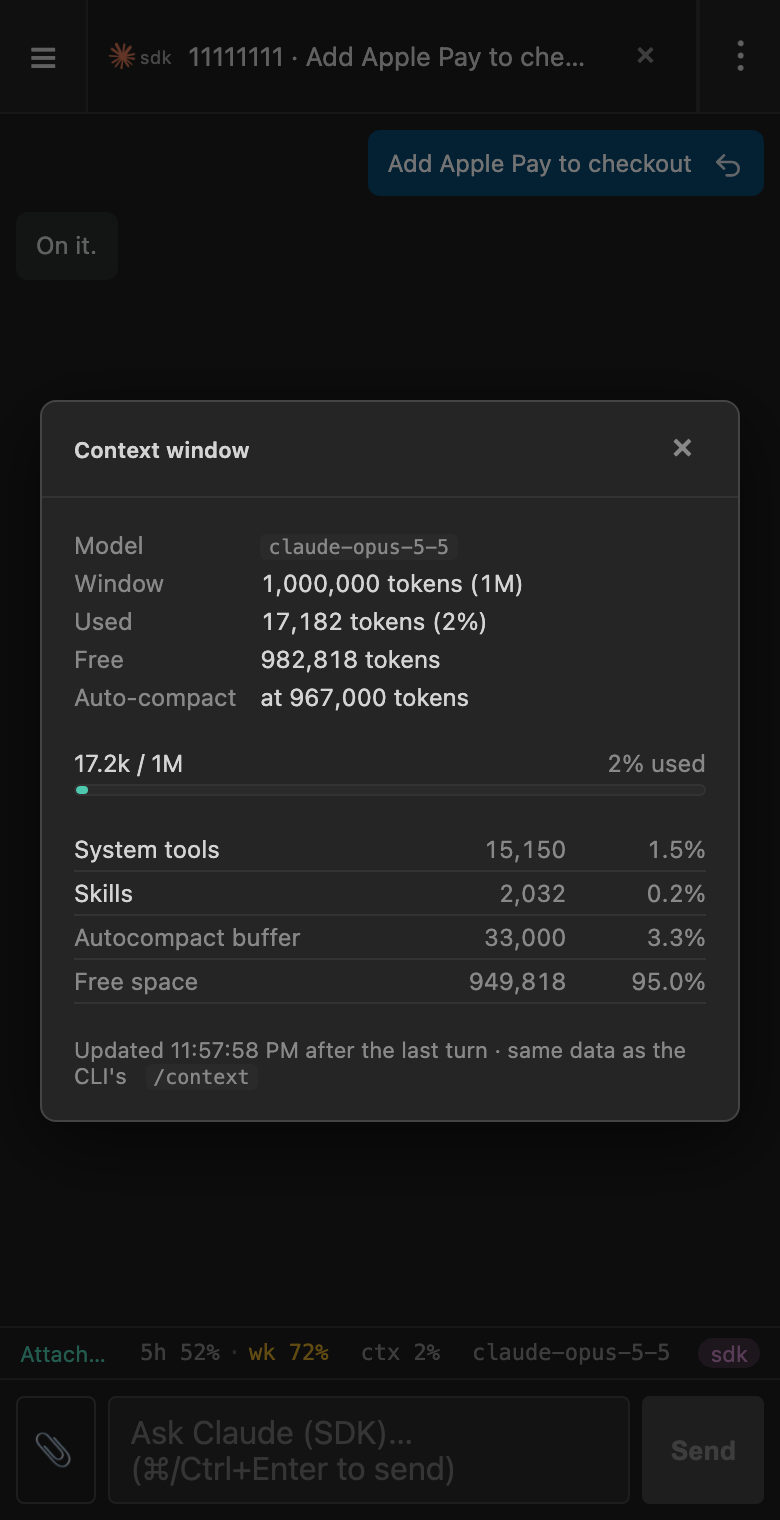 sdk 11111111 · Add Apple Pay to che... ×
Add Apple Pay to checkout
On it.
Context window ×
Model claude-opus-5-5
Window 1,000,000 tokens (1M)
Used 17,182 tokens (2%)
Free 982,818 tokens
Auto-compact at 967,000 tokens
17.2k / 1M 2% used
System tools 15,150 1.5%
Skills 2,032 0.2%
Autocompact buffer 33,000 3.3%
Free space 949,818 95.0%
Updated 11:57:58 PM after the last turn · same data as the
CLI's /context
Attach... 5h 52% · wk 72% ctx 2% claude-opus-5-5 sdk
Ask Claude (SDK)...
(⌘/Ctrl+Enter to send)
Send